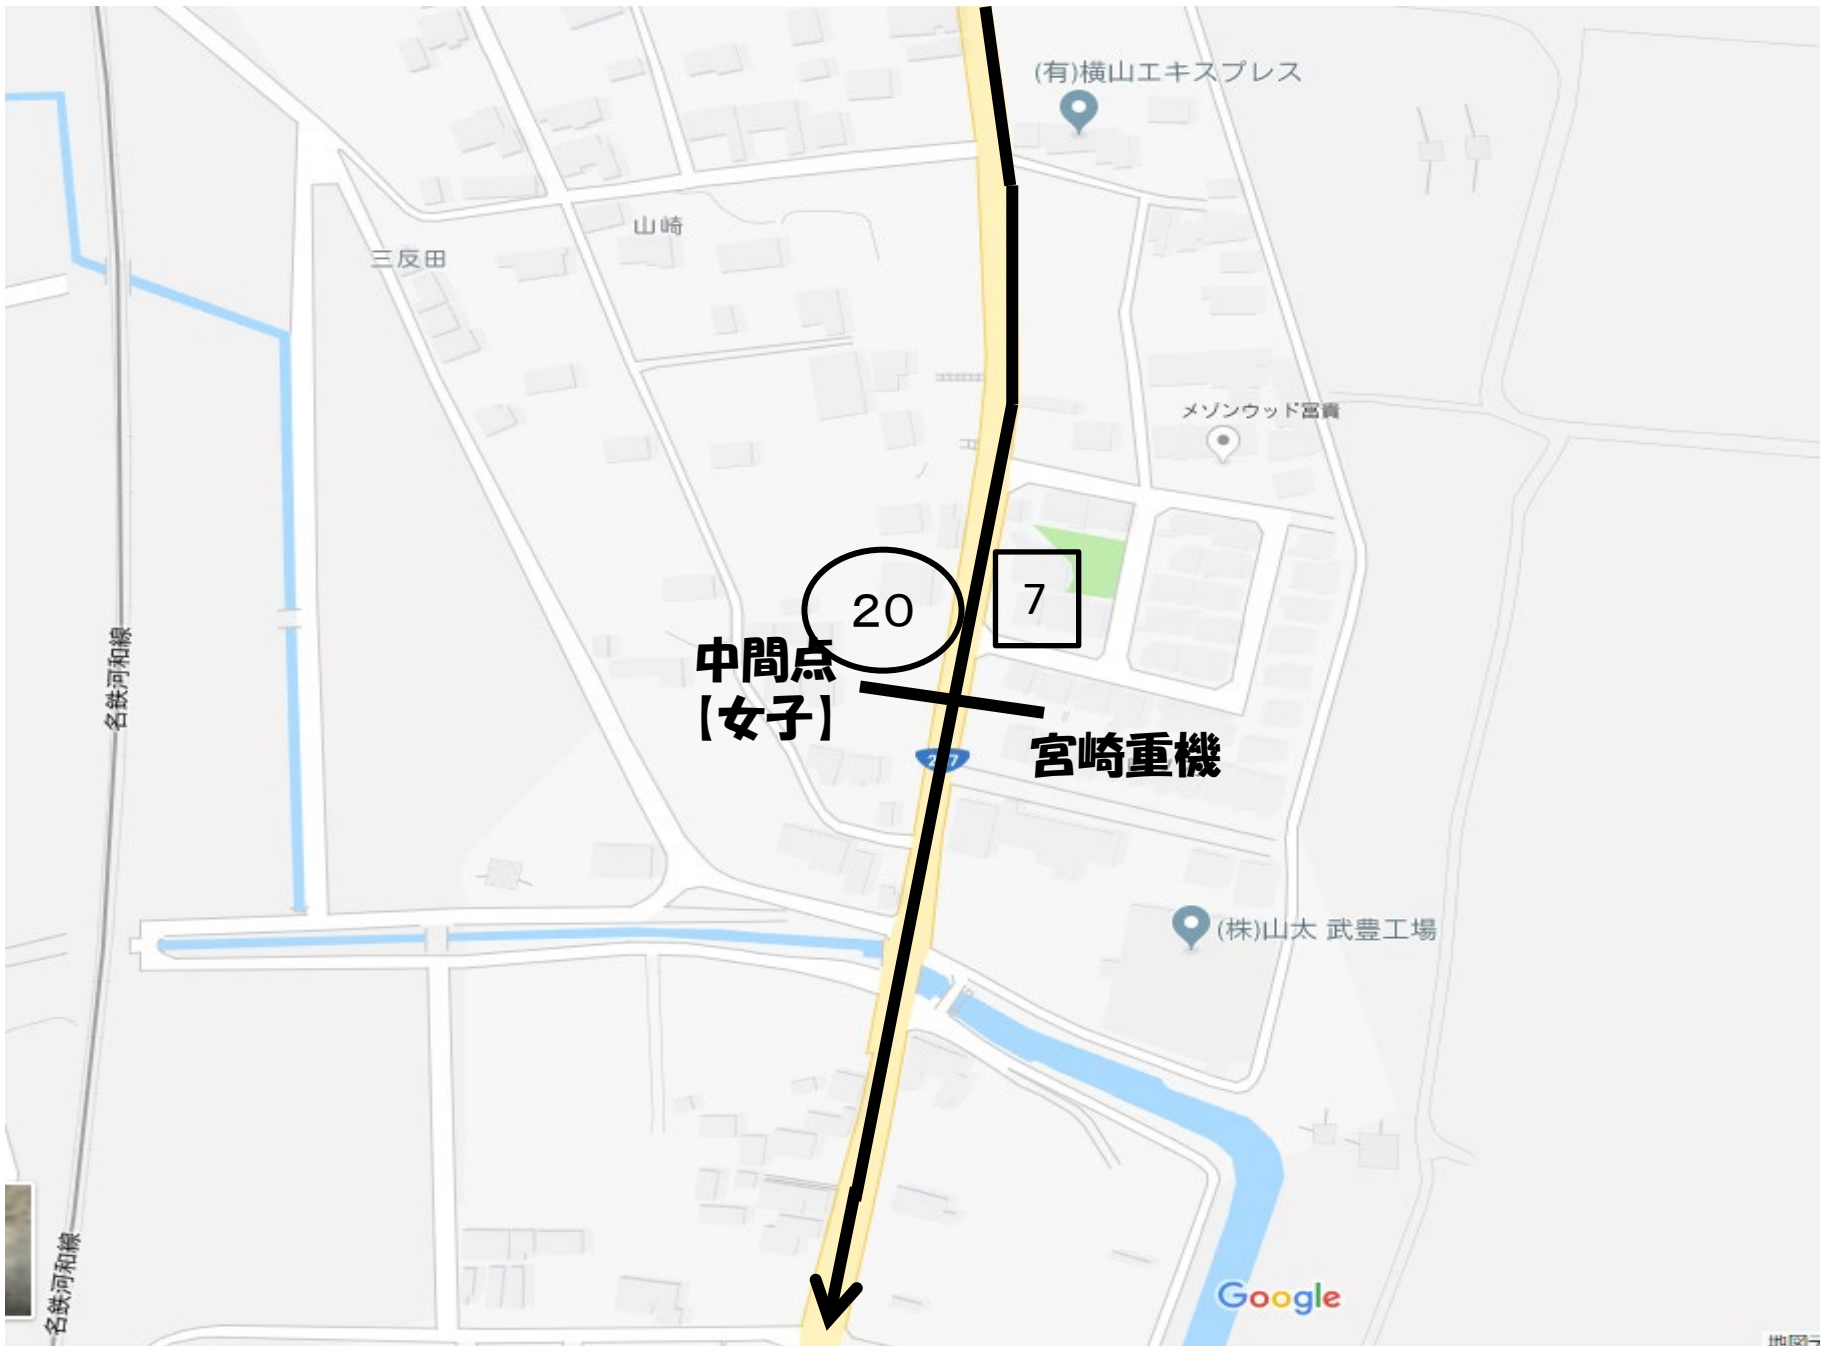 (有)横山エキスプレス
山崎
三反田
メゾンウッド冨貴
20
7
中間点
【女子】
宮崎重機
名鉄河和線
(株)山太 武豊工場
名鉄河和線
Google